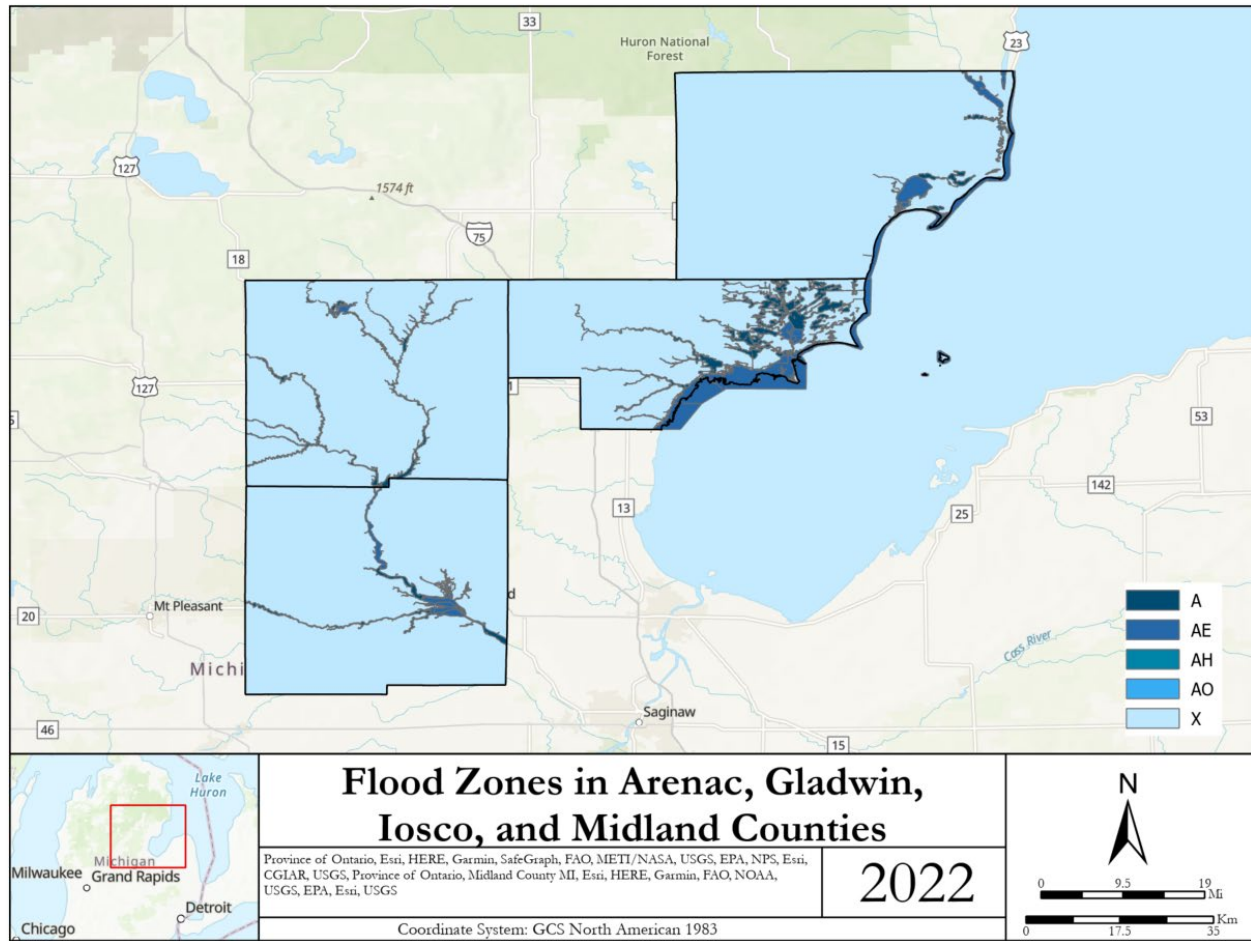 33
Huron National
Forest
23
127
1574 ft
75
18
127
53
142
13
25
20
Mt Pleasant
d
Michi
Cass River
Saginaw
46
15
A
AE
AH
AO
X
Lake
Huron
Michigan
Milwaukee
Grand Rapids
Detroit
Chicago
Flood Zones in Arenac, Gladwin,
Iosco, and Midland Counties
Province of Ontario, Esri, HERE, Garmin, SafeGraph, FAO, METI/NASA, USGS, EPA, NPS, Esri,
CGIAR, USGS, Province of Ontario, Midland County MI, Esri, HERE, Garmin, FAO, NOAA,
USGS, EPA, Esri, USGS
2022
Coordinate System: GCS North American 1983
N
0 9.5 19
Mi
Km
0 17.5 35